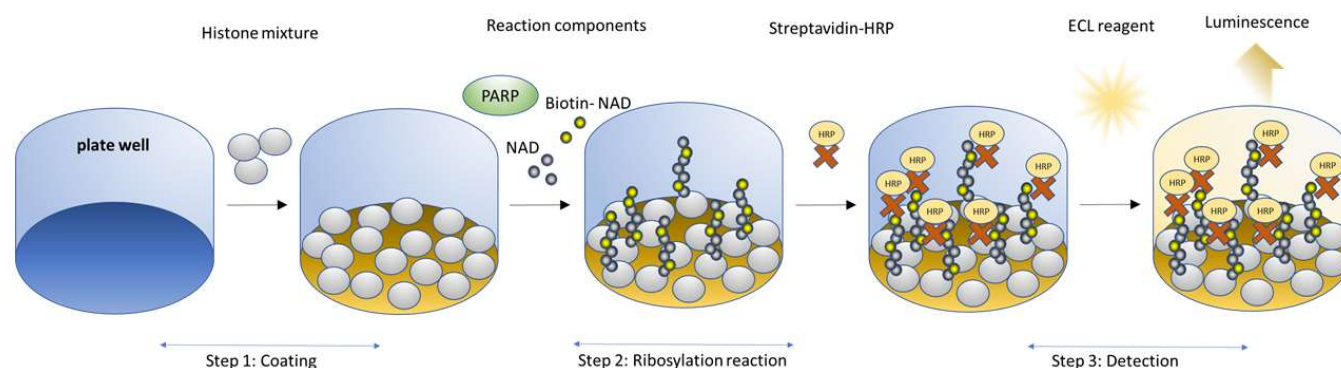 Histone mixture
Reaction components
Streptavidin-HRP
ECL reagent
Luminescence
PARP
Biotin- NAD
NAD
plate well
HRP
HRP
HRP
HRP
HRP
HRP
HRP
HRP
HRP
HRP
HRP
HRP
HRP
Step 1: Coating
Step 2: Ribosylation reaction
Step 3: Detection